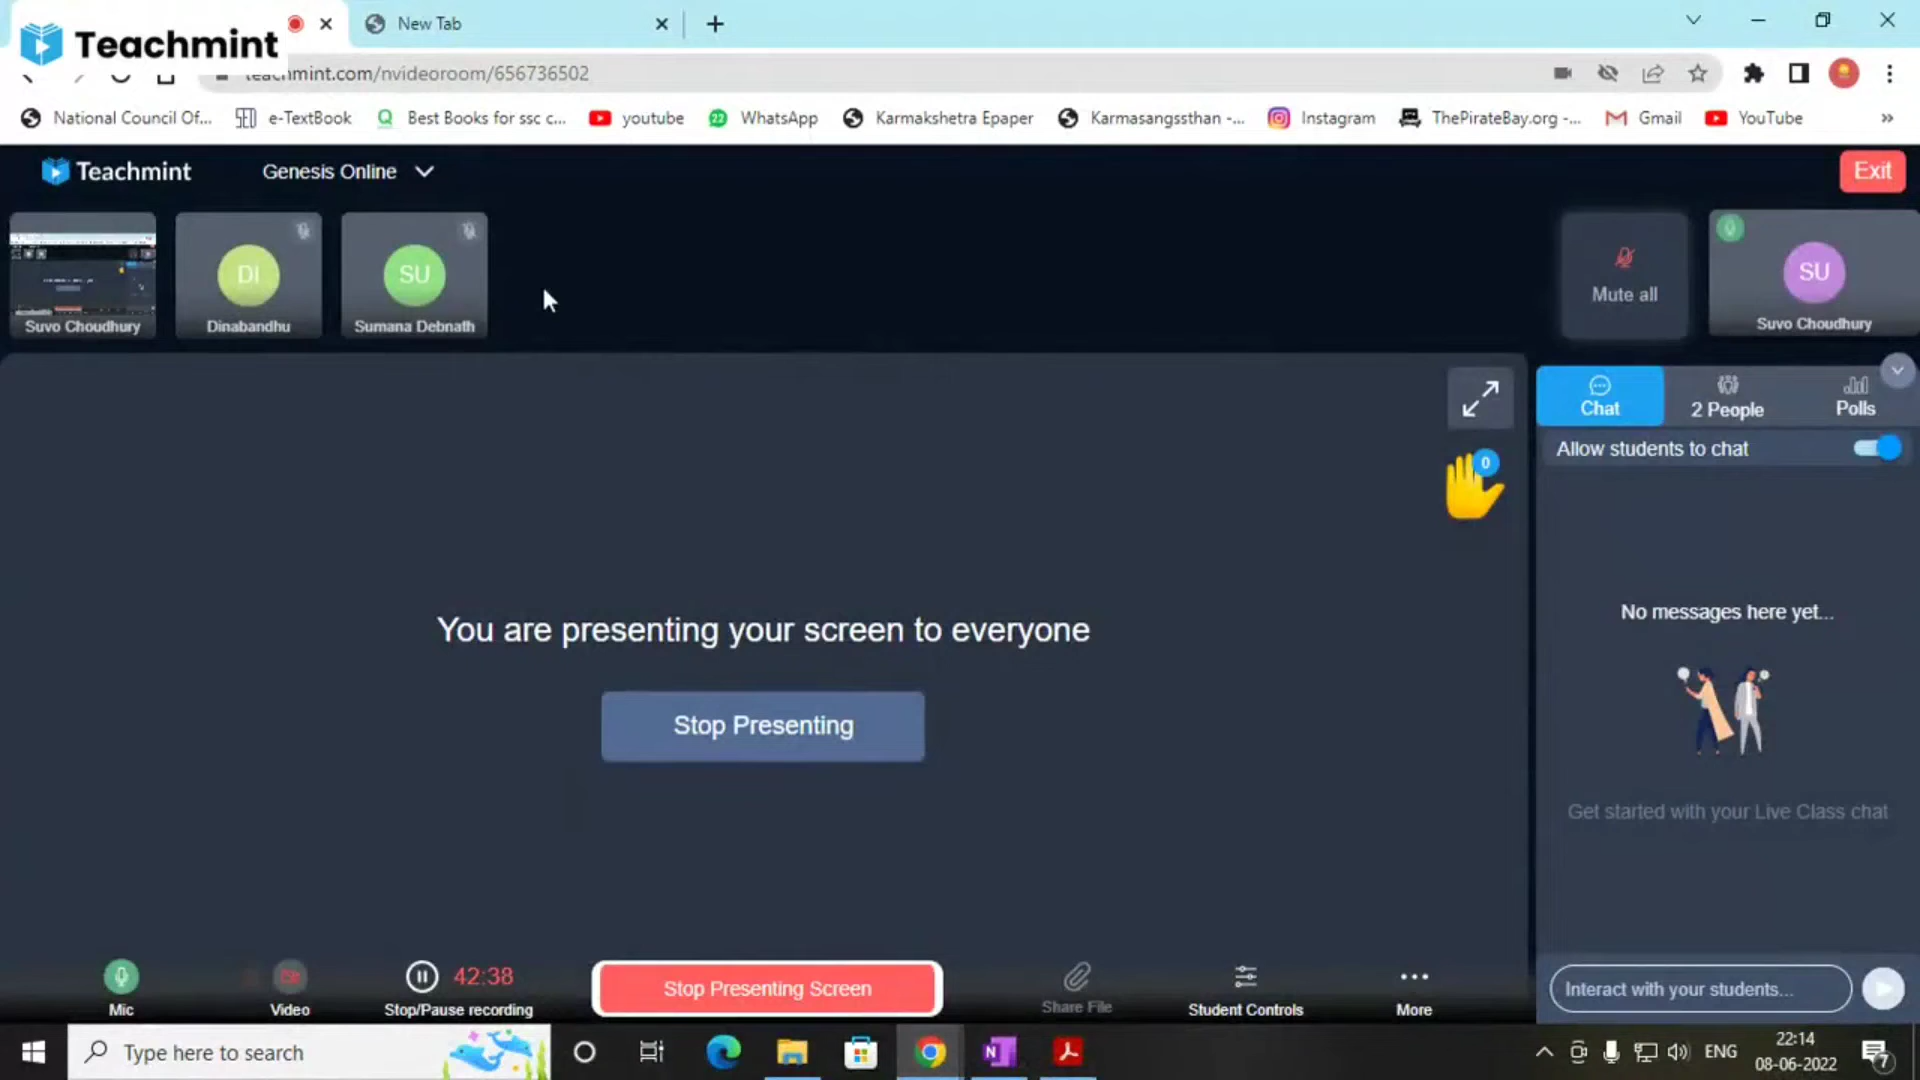 Teachmint
New Tab
teachmint.com/nvideoroom/656736502
National Council Of...
e-TextBook
Best Books for ssc c...
youtube
22
WhatsApp
Karmakshetra Epaper
Karmasangssthan -...
Instagram
ThePirateBay.org -...
Gmail
YouTube
»
Teachmint
Genesis Online
Exit
Suvo Choudhury
DI
Dinabandhu
SU
Sumana Debnath
Mute all
SU
Suvo Choudhury
Chat
2 People
Polls
Allow students to chat
0
You are presenting your screen to everyone
Stop Presenting
No messages here yet...
Get started with your Live Class chat
Mic
Video
42:38
Stop/Pause recording
Stop Presenting Screen
Share File
Student Controls
More
Interact with your students...
Type here to search
ENG
22:14
08-06-2022
7